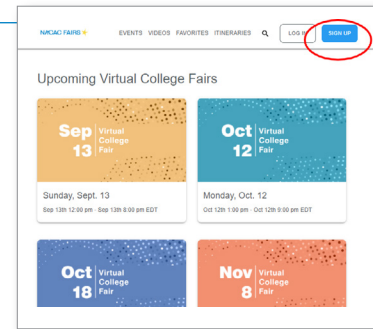 NACAC FAIRS EVENTS VIDEOS FAVORITES ITINERARIES LOG IN SIGN UP
Upcoming Virtual College Fairs
Sep 13 Virtual College Fair
Oct 12 Virtual College Fair
Sunday, Sept. 13
Sep 13th 12:00 pm - Sep 13th 8:00 pm EDT
Monday, Oct. 12
Oct 12th 1:00 pm - Oct 12th 9:00 pm EDT
Oct 18 Virtual College Fair
Nov 8 Virtual College Fair